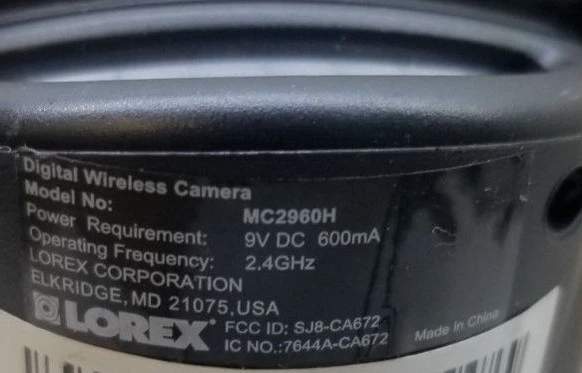 Digital Wireless Camera
Model No: MC2960H
Power Requirement: 9V DC 600mA
Operating Frequency: 2.4GHz
LOREX CORPORATION
ELKRIDGE, MD 21075, USA
LOREX FCC ID: SJ8-CA672
IC NO.:7644A-CA672 Made In China